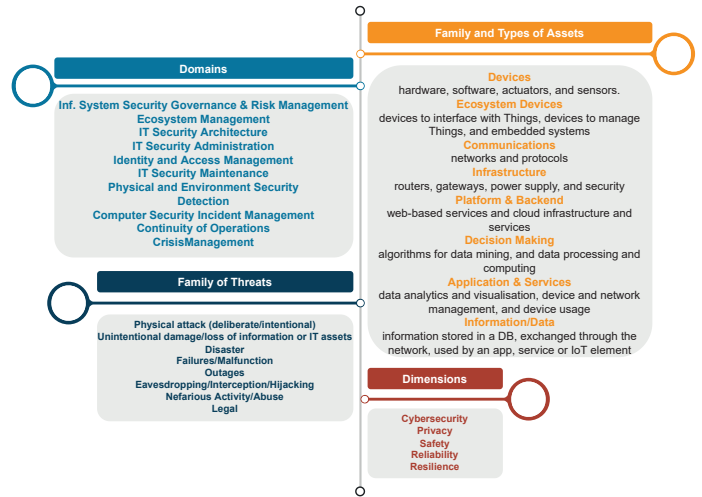 Family and Types of Assets
Devices
hardware, software, actuators, and sensors.
Ecosystem Devices
devices to interface with Things, devices to manage
Things, and embedded systems
Communications
networks and protocols
Infrastructure
routers, gateways, power supply, and security
Platform & Backend
web-based services and cloud infrastructure and
services
Decision Making
algorithms for data mining, and data processing and
computing
Application & Services
data analytics and visualisation, device and network
management, and device usage
Information/Data
information stored in a DB, exchanged through the
network, used by an app, service or IoT element
Domains
Inf. System Security Governance & Risk Management
Ecosystem Management
IT Security Architecture
IT Security Administration
Identity and Access Management
IT Security Maintenance
Physical and Environment Security
Detection
Computer Security Incident Management
Continuity of Operations
CrisisManagement
Family of Threats
Physical attack (deliberate/intentional)
Unintentional damage/loss of information or IT assets
Disaster
Failures/Malfunction
Outages
Eavesdropping/Interception/Hijacking
Nefarious Activity/Abuse
Legal
Dimensions
Cybersecurity
Privacy
Safety
Reliability
Resilience